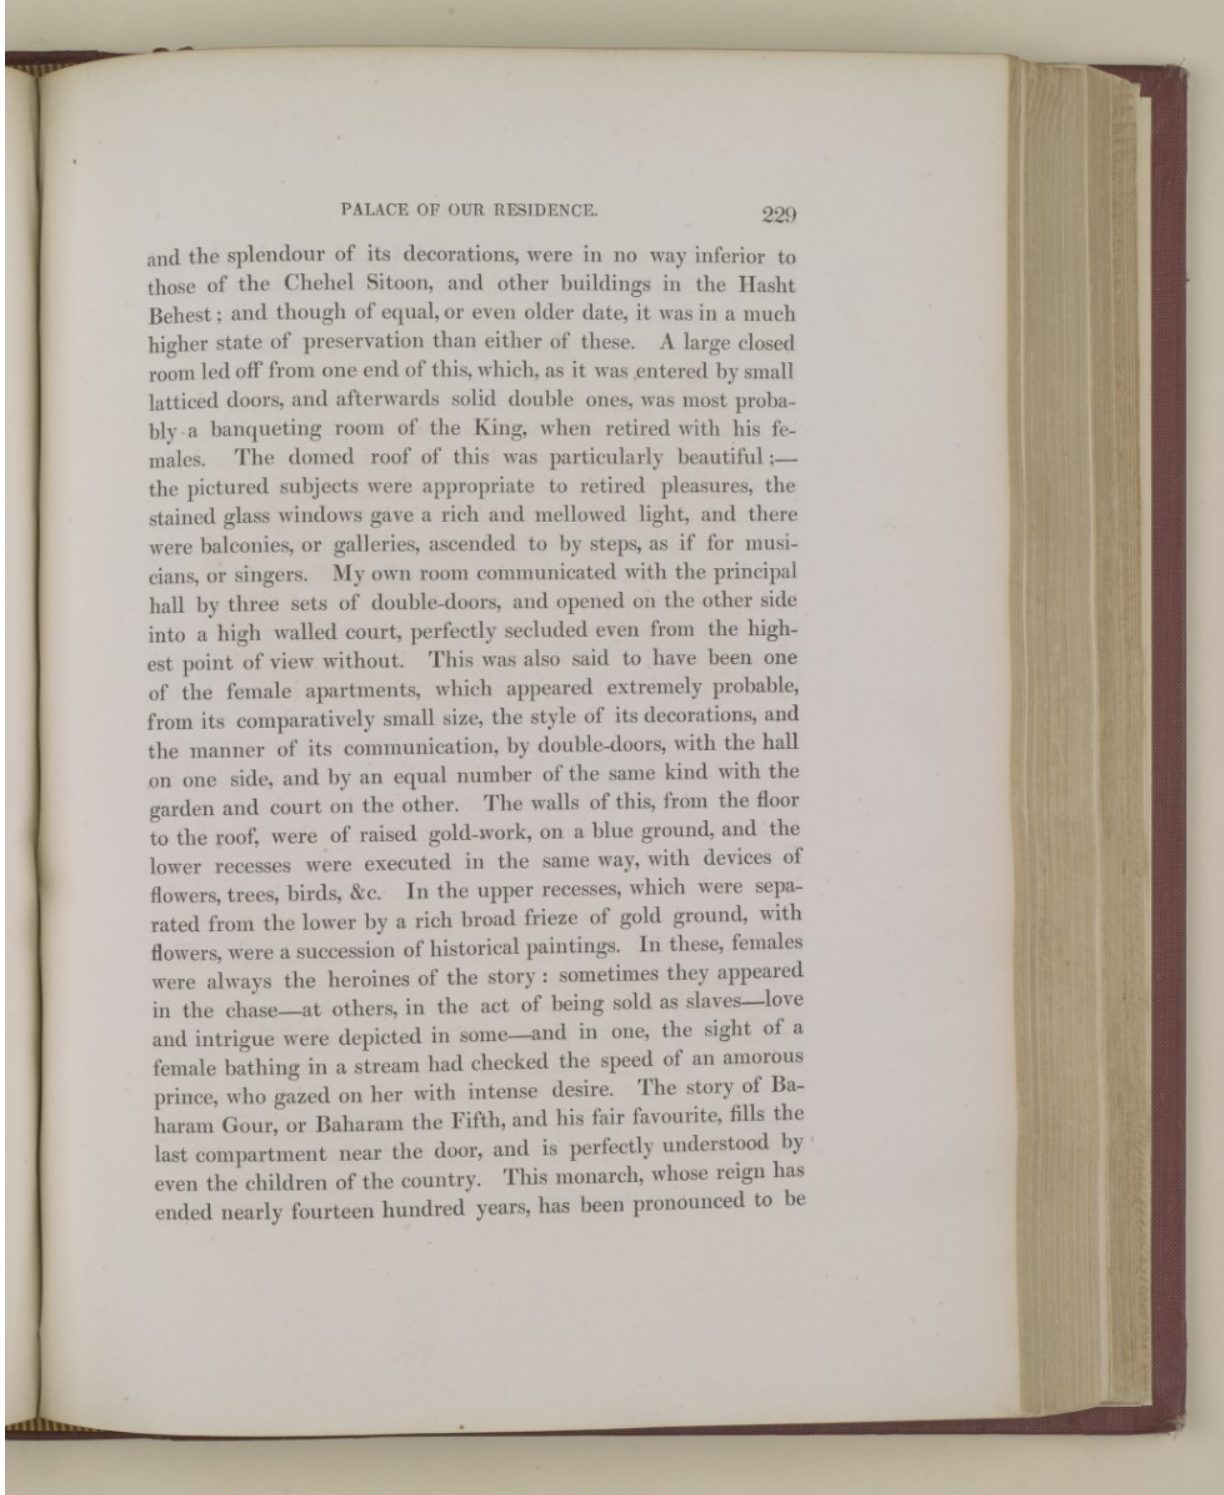 PALACE OF OUR RESIDENCE. 229
and the splendour of its decorations, were in no way inferior to
those of the Chehel Sitoon, and other buildings in the Hasht
Behest; and though of equal, or even older date, it was in a much
higher state of preservation than either of these. A large closed
room led off from one end of this, which, as it was entered by small
latticed doors, and afterwards solid double ones, was most proba-
bly a banqueting room of the King, when retired with his fe-
males. The domed roof of this was particularly beautiful;—
the pictured subjects were appropriate to retired pleasures, the
stained glass windows gave a rich and mellowed light, and there
were balconies, or galleries, ascended to by steps, as if for musi-
cians, or singers. My own room communicated with the principal
hall by three sets of double-doors, and opened on the other side
into a high walled court, perfectly secluded even from the high-
est point of view without. This was also said to have been one
of the female apartments, which appeared extremely probable,
from its comparatively small size, the style of its decorations, and
the manner of its communication, by double-doors, with the hall
on one side, and by an equal number of the same kind with the
garden and court on the other. The walls of this, from the floor
to the roof, were of raised gold-work, on a blue ground, and the
lower recesses were executed in the same way, with devices of
flowers, trees, birds, &c. In the upper recesses, which were sepa-
rated from the lower by a rich broad frieze of gold ground, with
flowers, were a succession of historical paintings. In these, females
were always the heroines of the story: sometimes they appeared
in the chase—at others, in the act of being sold as slaves—love
and intrigue were depicted in some—and in one, the sight of a
female bathing in a stream had checked the speed of an amorous
prince, who gazed on her with intense desire. The story of Ba-
haram Gour, or Baharam the Fifth, and his fair favourite, fills the
last compartment near the door, and is perfectly understood by
even the children of the country. This monarch, whose reign has
ended nearly fourteen hundred years, has been pronounced to be